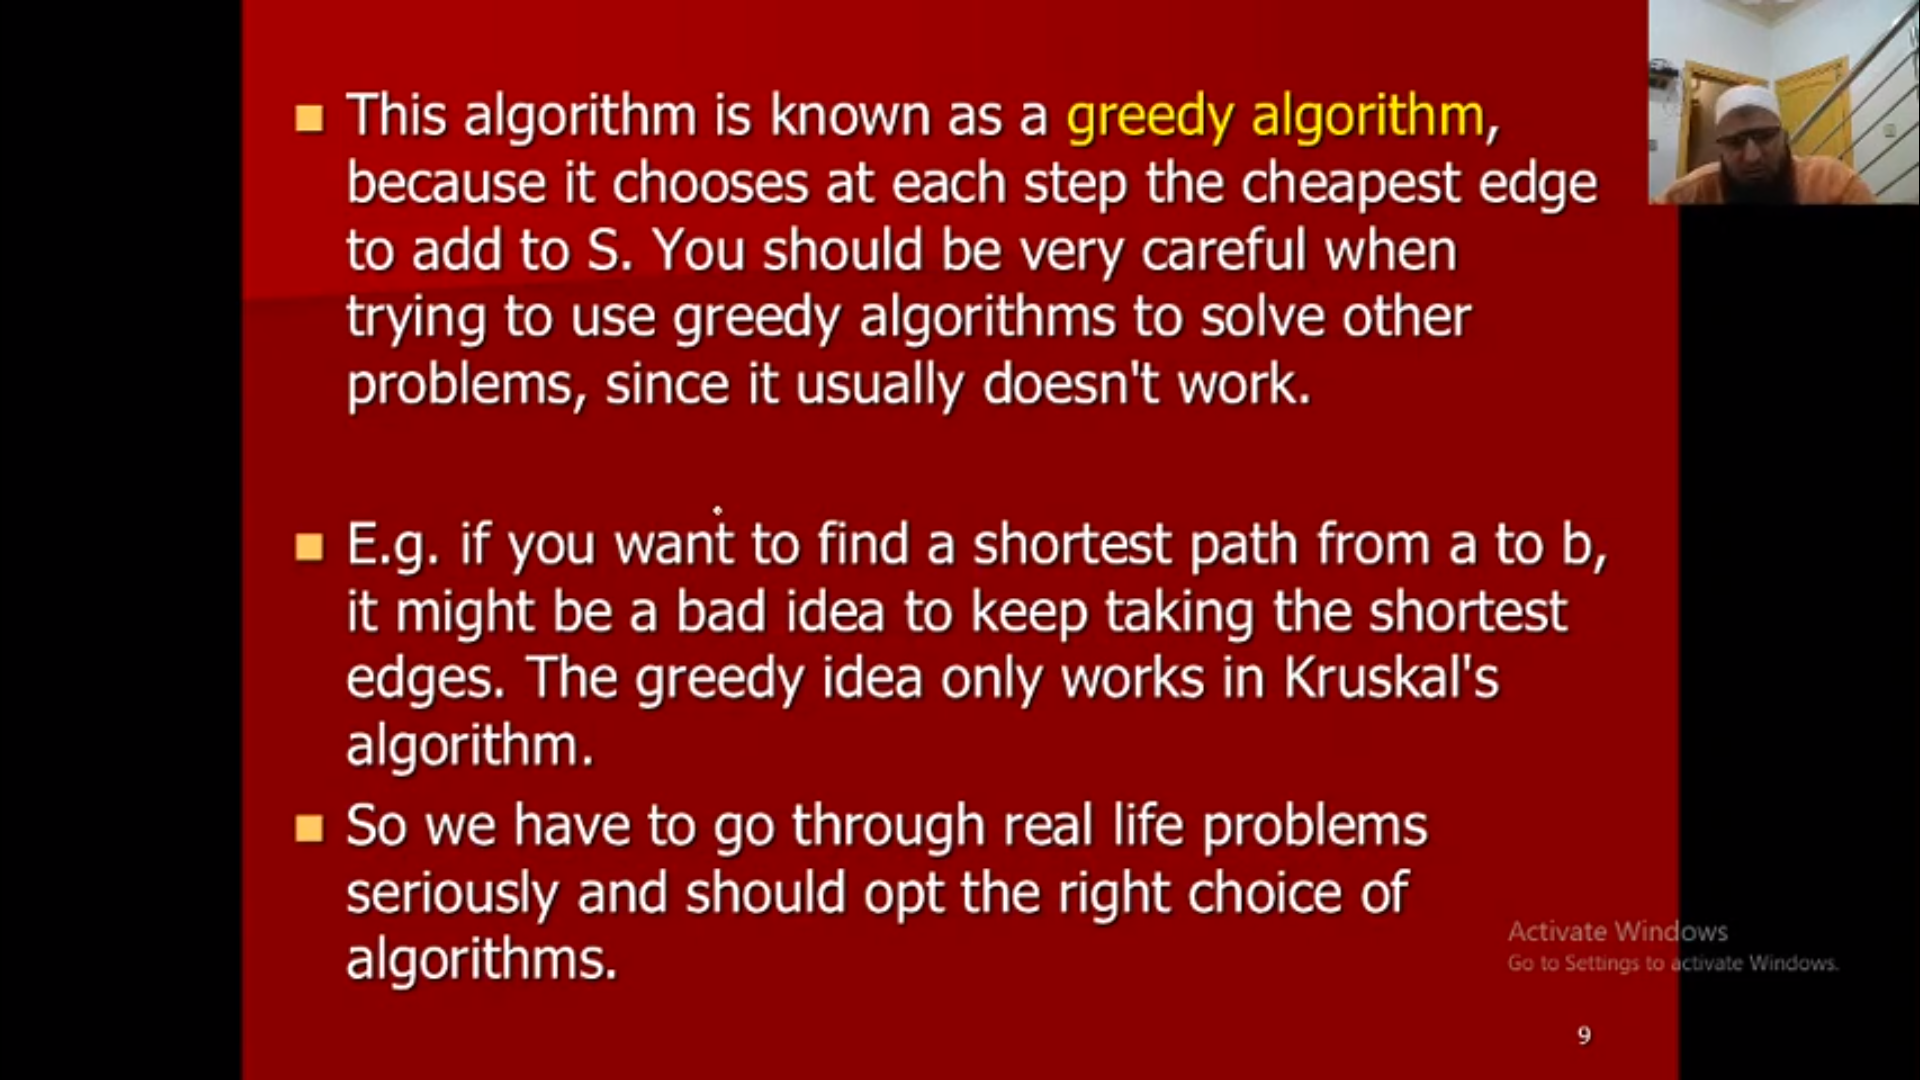 This algorithm is known as a greedy algorithm,
because it chooses at each step the cheapest edge
to add to S. You should be very careful when
trying to use greedy algorithms to solve other
problems, since it usually doesn't work.
E.g. if you want to find a shortest path from a to b,
it might be a bad idea to keep taking the shortest
edges. The greedy idea only works in Kruskal's
algorithm.
So we have to go through real life problems
seriously and should opt the right choice of
algorithms.
Activate Windows
Go to Settings to activate Windows.
9